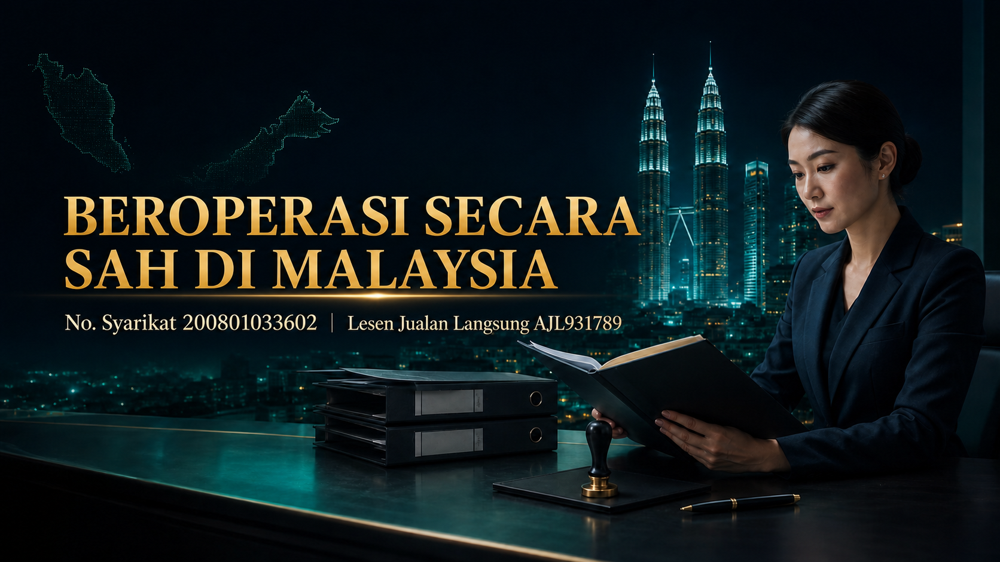 BEROPERASI SECARA
SAH DI MALAYSIA
No. Syarikat 200801033602 | Lesen Jualan Langsung AJL931789